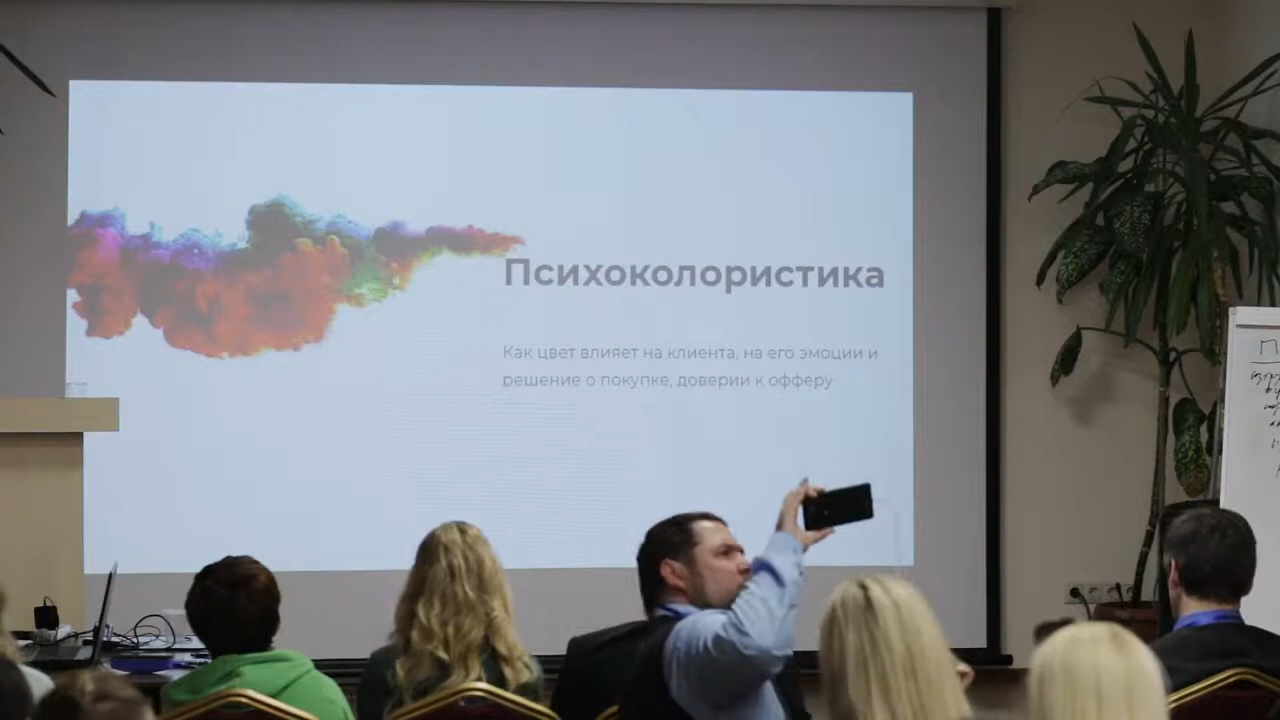 Психоколористика
Как цвет влияет на клиента, на его эмоции и
решение о покупке, доверии к офферу